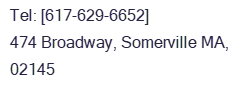 Tel: [617-629-6652]
474 Broadway, Somerville MA,
02145